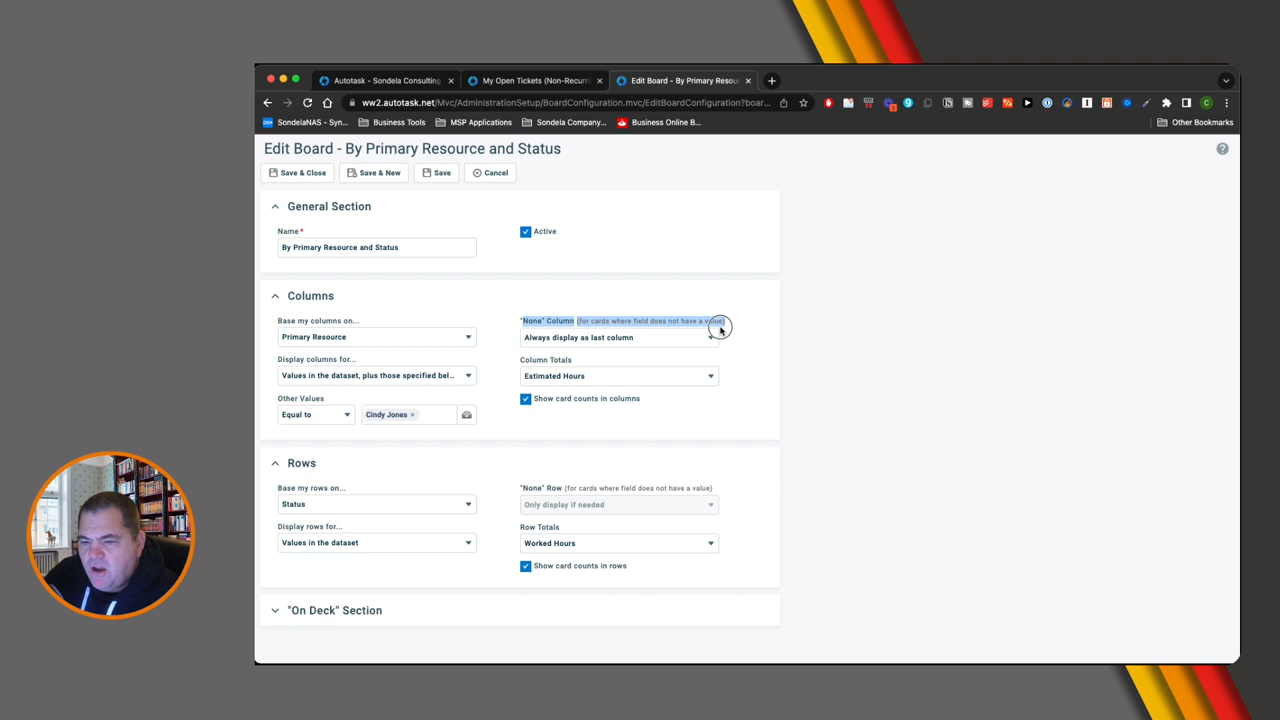 Autotask - Sondela Consulting
My Open Tickets (Non-Recurr
Edit Board - By Primary Resou
ww2.autotask.net/Mvc/AdministrationSetup/BoardConfiguration.mvc/EditBoardConfiguration?boar...
C
SondelaNAS - Syn...
Business Tools
MSP Applications
Sondela Company...
Business Online B...
Other Bookmarks
Edit Board - By Primary Resource and Status
Save & Close
Save & New
Save
Cancel
General Section
Name*
Active
By Primary Resource and Status
Columns
Base my columns on...
"None" Column (for cards where field does not have a value)
Primary Resource
Always display as last column
Display columns for...
Column Totals
Values in the dataset, plus those specified bel...
Estimated Hours
Other Values
Show card counts in columns
Equal to
Cindy Jones ×
Rows
Base my rows on...
"None" Row (for cards where field does not have a value)
Status
Only display if needed
Display rows for...
Row Totals
Values in the dataset
Worked Hours
Show card counts in rows
"On Deck" Section